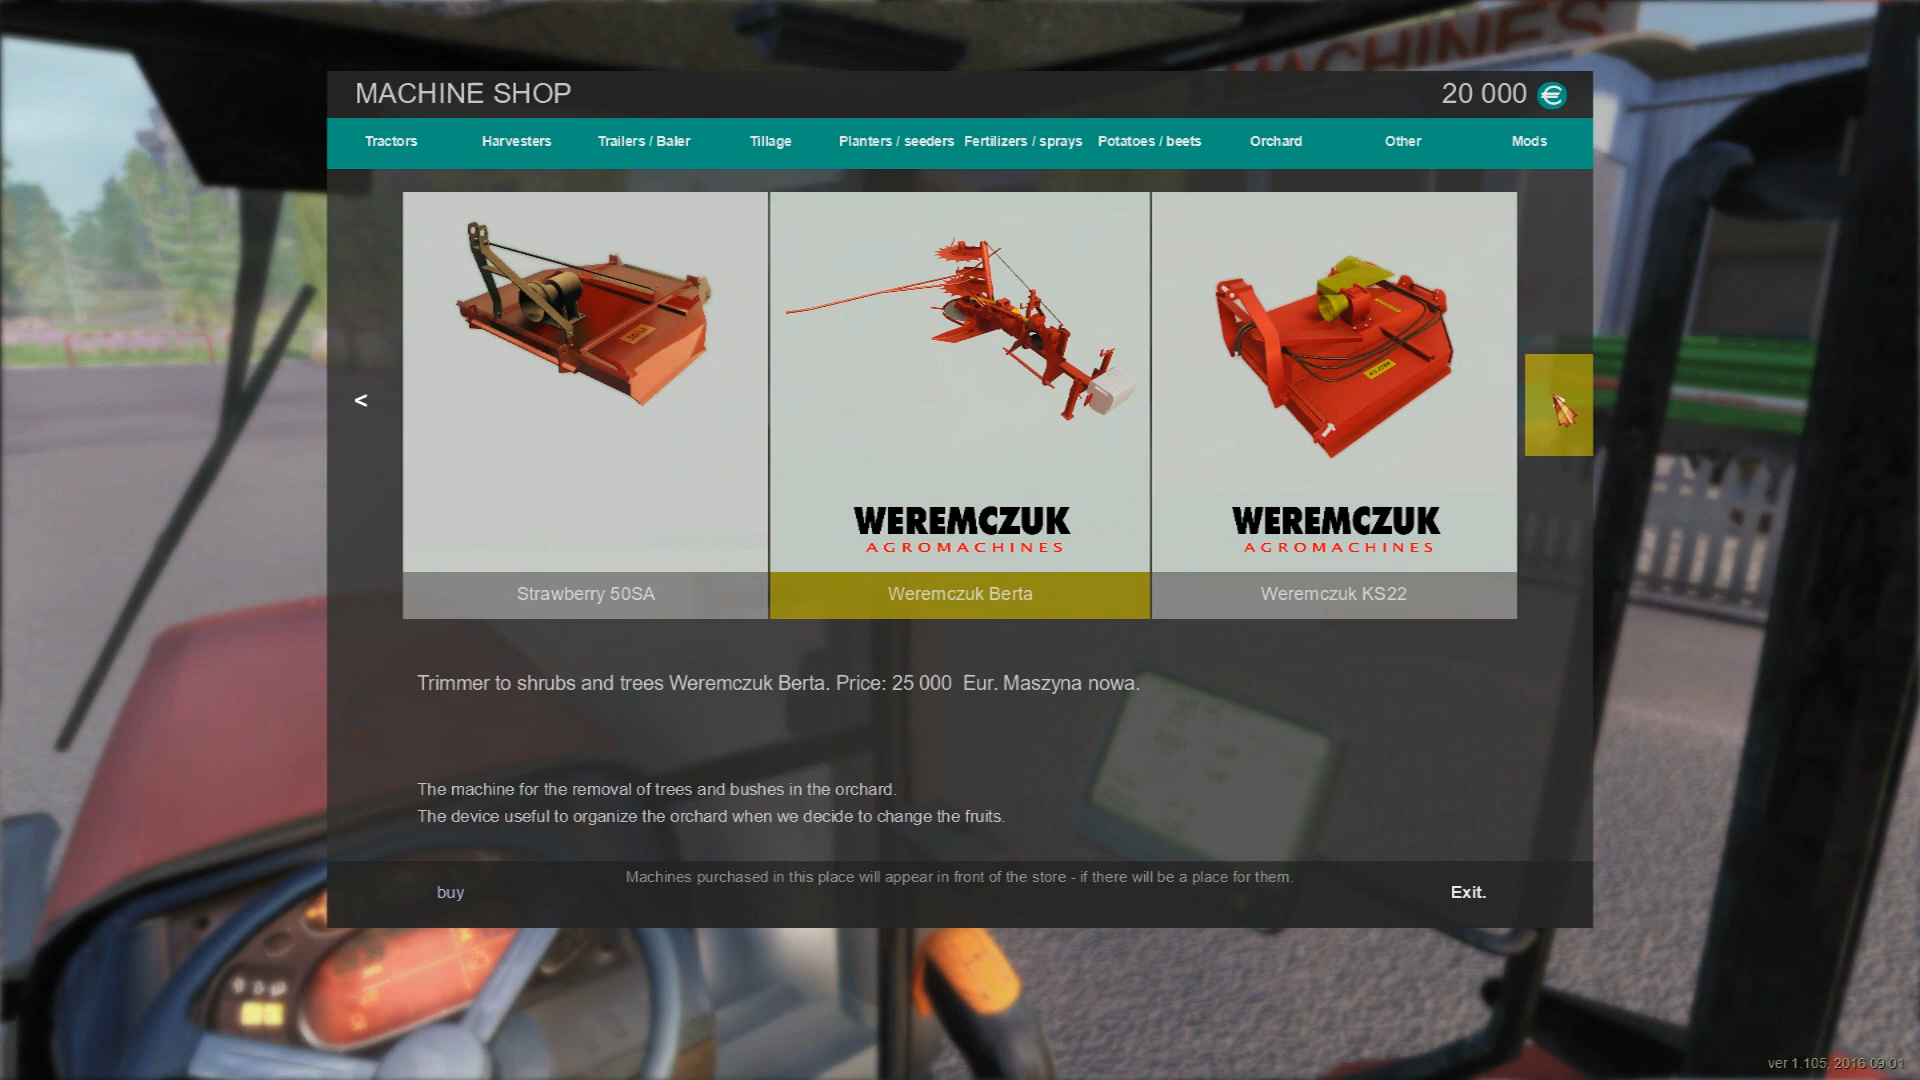 MACHINES
MACHINE SHOP
20 000 €
Tractors
Harvesters
Trailers / Baler
Tillage
Planters / seeders
Fertilizers / sprays
Potatoes / beets
Orchard
Other
Mods
<
WEREMCZUK
AGROMACHINES
WEREMCZUK
AGROMACHINES
Strawberry 50SA
Weremczuk Berta
Weremczuk KS22
Trimmer to shrubs and trees Weremczuk Berta. Price: 25 000 Eur. Maszyna nowa.
The machine for the removal of trees and bushes in the orchard.
The device useful to organize the orchard when we decide to change the fruits.
Machines purchased in this place will appear in front of the store - if there will be a place for them.
buy
Exit.
ver 1.105, 2016 09 01